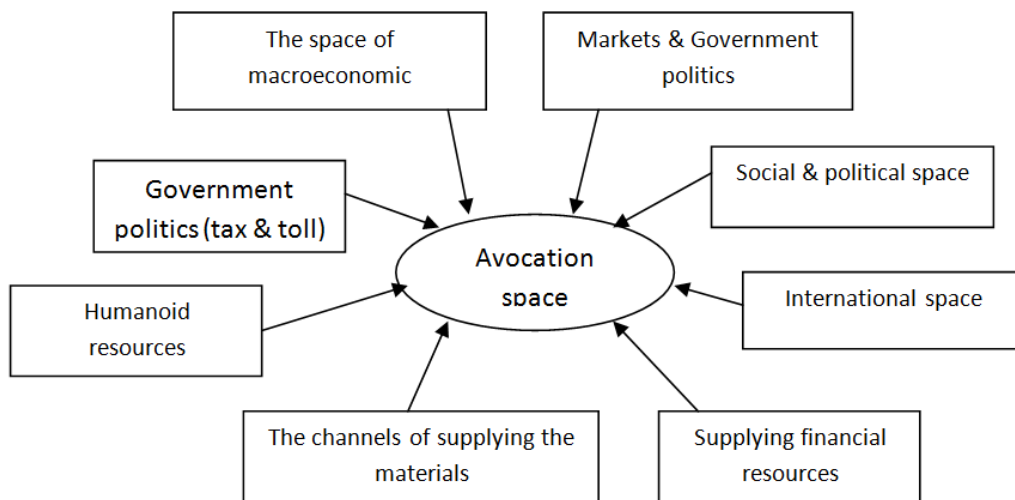 The space of
macroeconomic
Markets & Government
politics
Government
politics (tax & toll)
Social & political space
Avocation
space
Humanoid
resources
International space
The channels of supplying the
materials
Supplying financial
resources